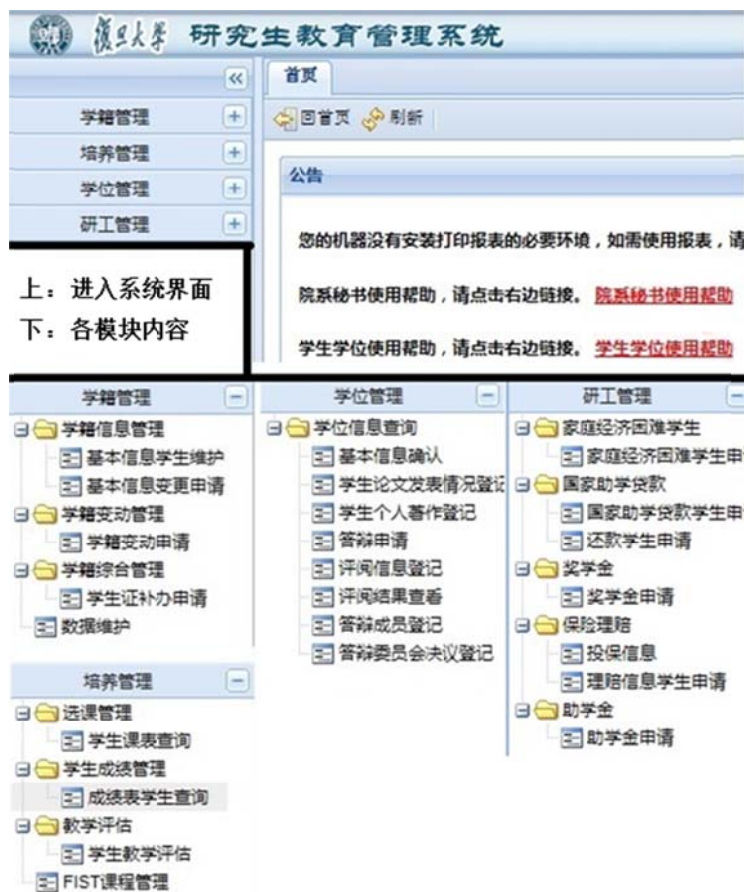 復旦大學 研究生教育管理系统
首页
学籍管理
培养管理
学位管理
研工管理
回首页 刷新
公告
您的机器没有安装打印报表的必要环境，如需使用报表，请
院系秘书使用帮助，请点击右边链接。 院系秘书使用帮助
学生学位使用帮助，请点击右边链接。 学生学位使用帮助
上：进入系统界面
下：各模块内容
学籍管理
学籍信息管理
基本信息学生维护
基本信息变更申请
学籍变动管理
学籍变动申请
学籍综合管理
学生证补办申请
数据维护
培养管理
选课管理
学生课表查询
学生成绩管理
成绩表学生查询
教学评估
学生教学评估
FIST课程管理
学位管理
学位信息查询
基本信息确认
学生论文发表情况登记
学生个人著作登记
答辩申请
评阅信息登记
评阅结果查看
答辩成员登记
答辩委员会决议登记
研工管理
家庭经济困难学生
家庭经济困难学生申
国家助学贷款
国家助学贷款学生申
还款学生申请
奖学金
奖学金申请
保险理赔
投保信息
理赔信息学生申请
助学金
助学金申请